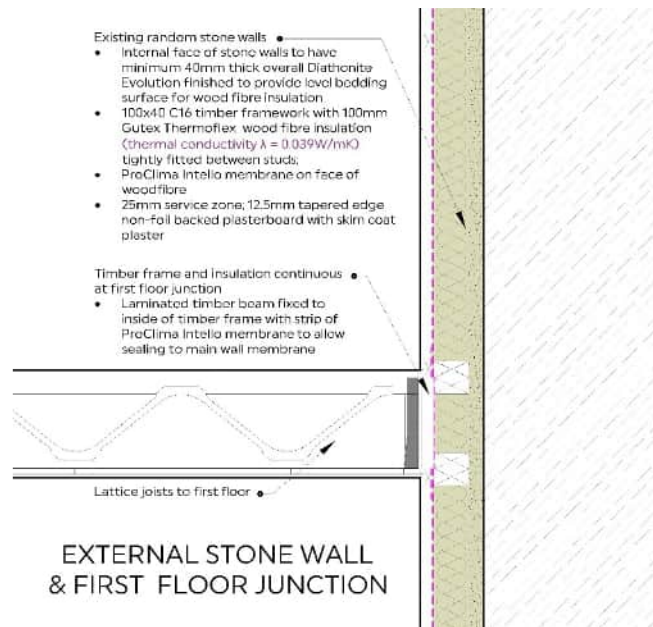 Existing random stone walls
• Internal face of stone walls to have
minimum 40mm thick overall Diathonite
Evolution finished to provide level bedding
surface for wood fibre insulation
• 100x40 C16 timber framework with 100mm
Gutex Thermoflex wood fibre insulation
(thermal conductivity λ = 0.039W/mK)
tightly fitted between studs;
• ProClima Intello membrane on face of
woodfibre
• 25mm service zone; 12.5mm tapered edge
non-foil backed plasterboard with skim coat
plaster
Timber frame and insulation continuous
at first floor junction
• Laminated timber beam fixed to
inside of timber frame with strip of
ProClima Intello membrane to allow
sealing to main wall membrane
Lattice joists to first floor
EXTERNAL STONE WALL
& FIRST FLOOR JUNCTION